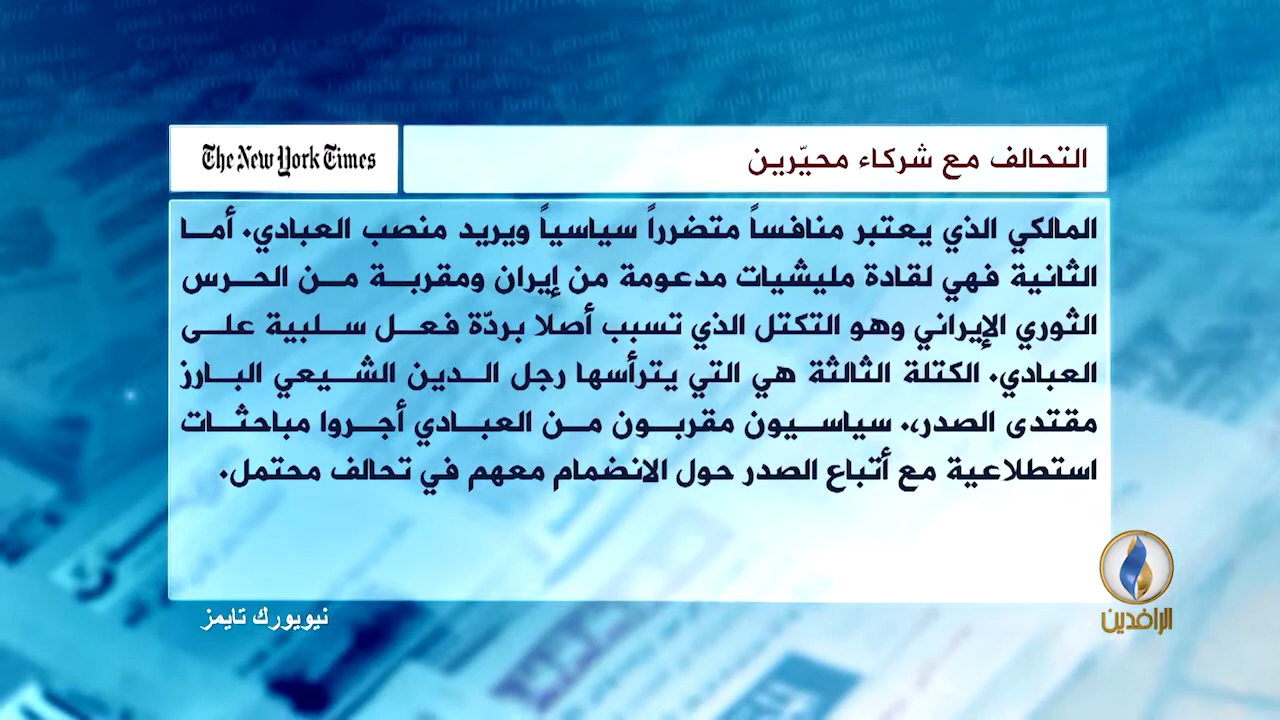 The New York Times
التحالف مع شركاء محيّرين
المالكي الذي يعتبر منافساً متضرراً سياسياً ويريد منصب العبادي. أما
الثانية فهي لقادة مليشيات مدعومة من إيران ومقربة من الحرس
الثوري الإيراني وهو التكتل الذي تسبب أصلا بردّة فعل سلبية على
العبادي. الكتلة الثالثة هي التي يترأسها رجل الدين الشيعي البارز
مقتدى الصدر،. سياسيون مقربون من العبادي أجروا مباحثات
استطلاعية مع أتباع الصدر حول الانضمام معهم في تحالف محتمل.
نيويورك تايمز
الرافدين